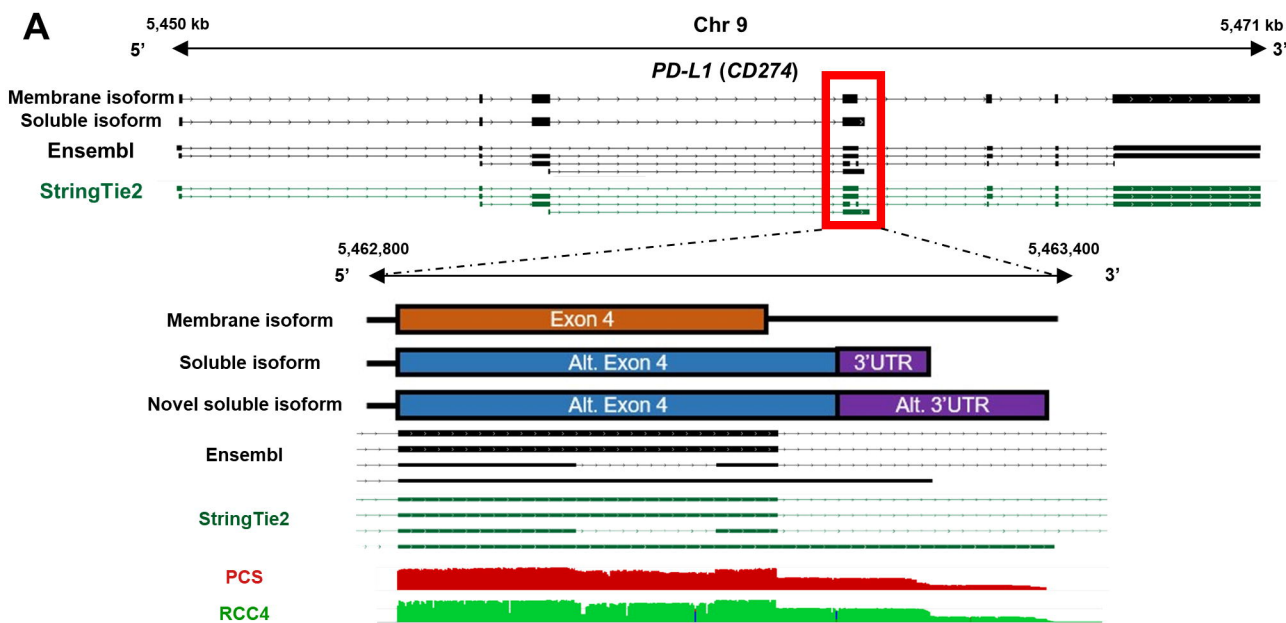 A
5,450 kb
Chr 9
5,471 kb
5’
3’
PD-L1 (CD274)
Membrane isoform
Soluble isoform
Ensembl
StringTie2
5,462,800
5,463,400
5’
3’
Membrane isoform
Exon 4
Soluble isoform
Alt. Exon 4
3’UTR
Novel soluble isoform
Alt. Exon 4
Alt. 3’UTR
Ensembl
StringTie2
PCS
RCC4